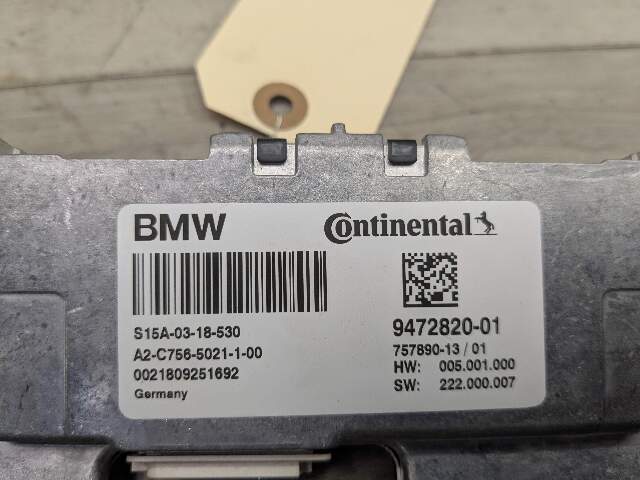 BMW
Continental
S15A-03-18-530
A2-C756-5021-1-00
0021809251692
Germany
9472820-01
757890-13 / 01
HW: 005.001.000
SW: 222.000.007